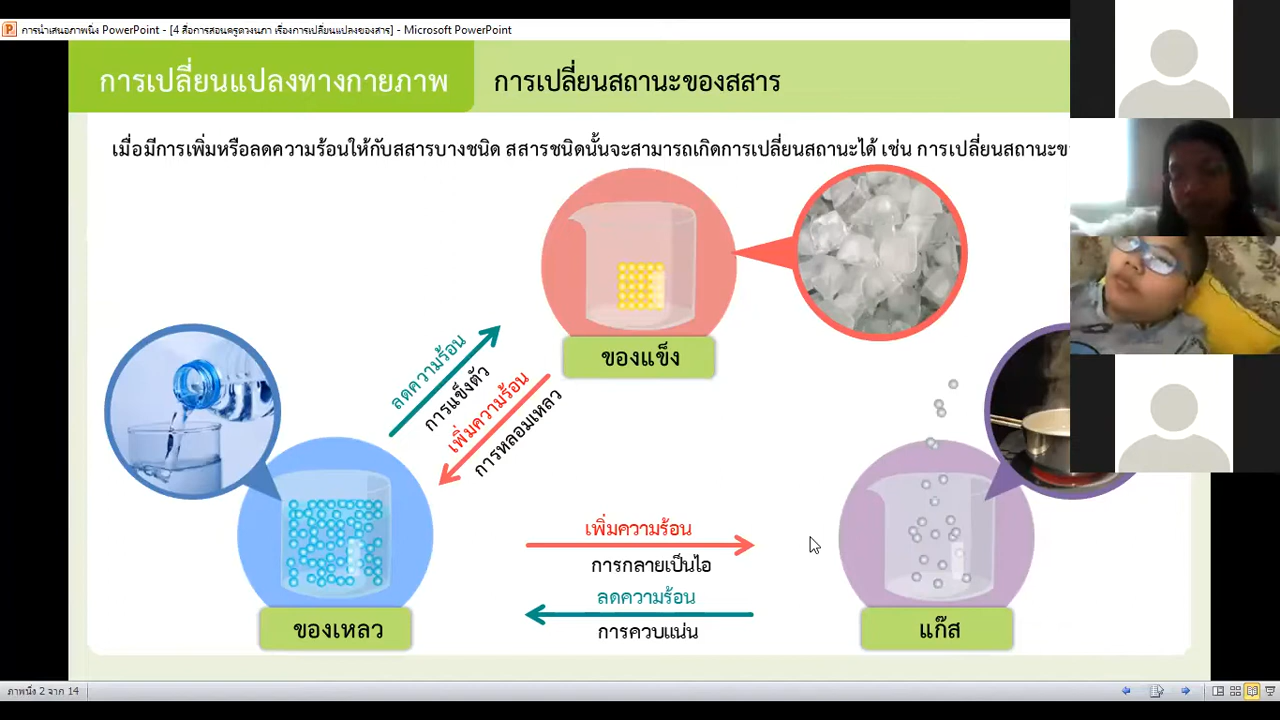 การนำเสนอภาพนิ่ง PowerPoint - [4 สื่อการสอนครูดวงนภา เรื่องการเปลี่ยนแปลงของสาร] - Microsoft PowerPoint
การเปลี่ยนแปลงทางกายภาพ
การเปลี่ยนสถานะของสสาร
เมื่อมีการเพิ่มหรือลดความร้อนให้กับสสารบางชนิด สสารชนิดนั้นจะสามารถเกิดการเปลี่ยนสถานะได้ เช่น การเปลี่ยนสถานะข
ของแข็ง
ลดความร้อน
การแข็งตัว
เพิ่มความร้อน
การหลอมเหลว
เพิ่มความร้อน
การกลายเป็นไอ
ลดความร้อน
การควบแน่น
ของเหลว
แก๊ส
ภาพนิ่ง 2 จาก 14